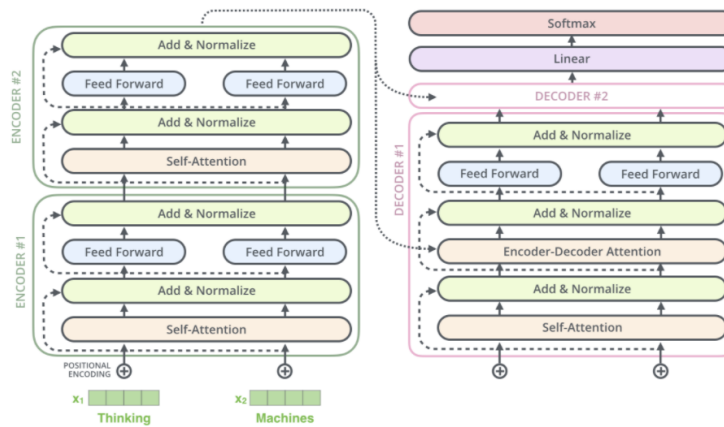 ENCODER #2
Add & Normalize
Feed Forward Feed Forward
Add & Normalize
Self-Attention
ENCODER #1
Add & Normalize
Feed Forward Feed Forward
Add & Normalize
Self-Attention
POSITIONAL
ENCODING
x₁ x₂
Thinking Machines
Softmax
Linear
DECODER #2
DECODER #1
Add & Normalize
Feed Forward Feed Forward
Add & Normalize
Encoder-Decoder Attention
Add & Normalize
Self-Attention